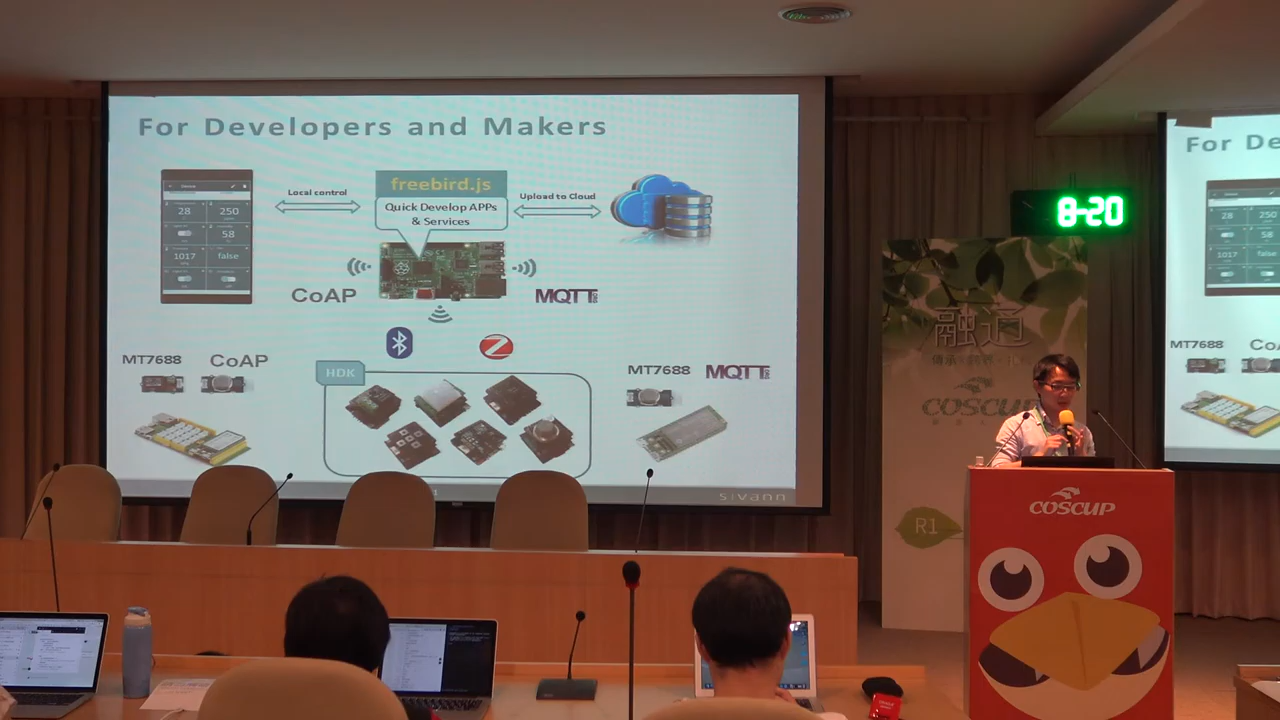 For Developers and Makers
freebird.js
Quick Develop APPs
& Services
Local control
Upload to Cloud
28
250
58
1017
false
CoAP
MQTT
MT7688
CoAP
HDK
MT7688
MQTT
sivann
For De
28
250
58
1017
false
MT7688
8-20
融通
COSCUP
R1
COSCUP